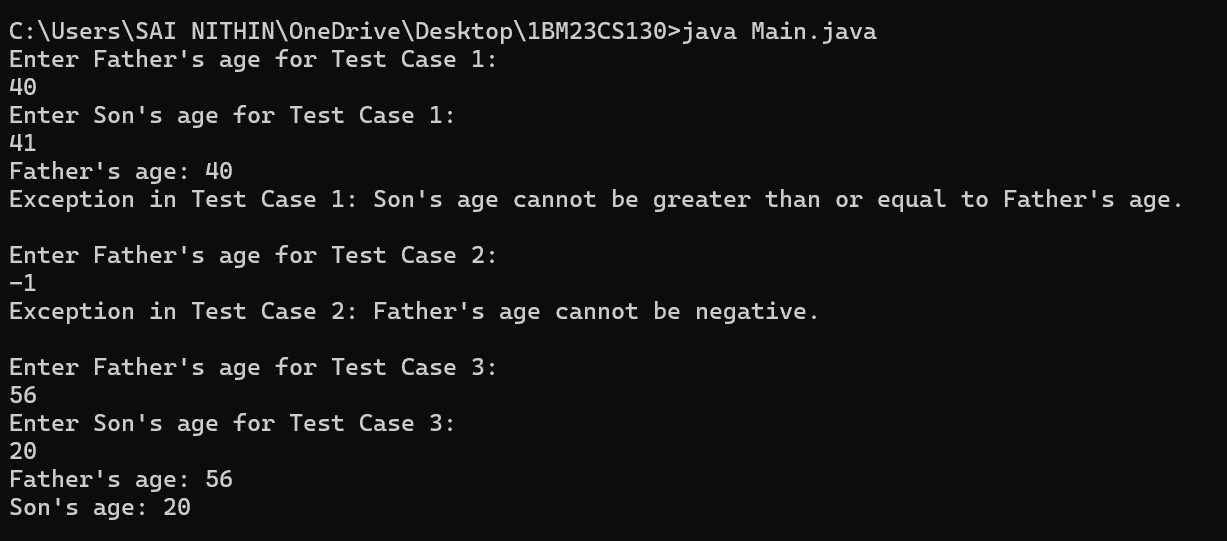 C:\Users\SAI NITHIN\OneDrive\Desktop\1BM23CS130>java Main.java
Enter Father's age for Test Case 1:
40
Enter Son's age for Test Case 1:
41
Father's age: 40
Exception in Test Case 1: Son's age cannot be greater than or equal to Father's age.

Enter Father's age for Test Case 2:
-1
Exception in Test Case 2: Father's age cannot be negative.

Enter Father's age for Test Case 3:
56
Enter Son's age for Test Case 3:
20
Father's age: 56
Son's age: 20